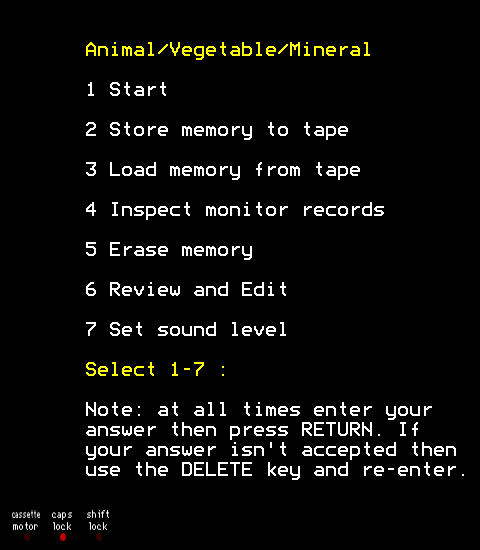 Animal/Vegetable/Mineral
1 Start
2 Store memory to tape
3 Load memory from tape
4 Inspect monitor records
5 Erase memory
6 Review and Edit
7 Set sound level
Select 1-7 :
Note: at all times enter your
answer then press RETURN. If
your answer isn't accepted then
use the DELETE key and re-enter.
cassette motor
caps lock
shift lock